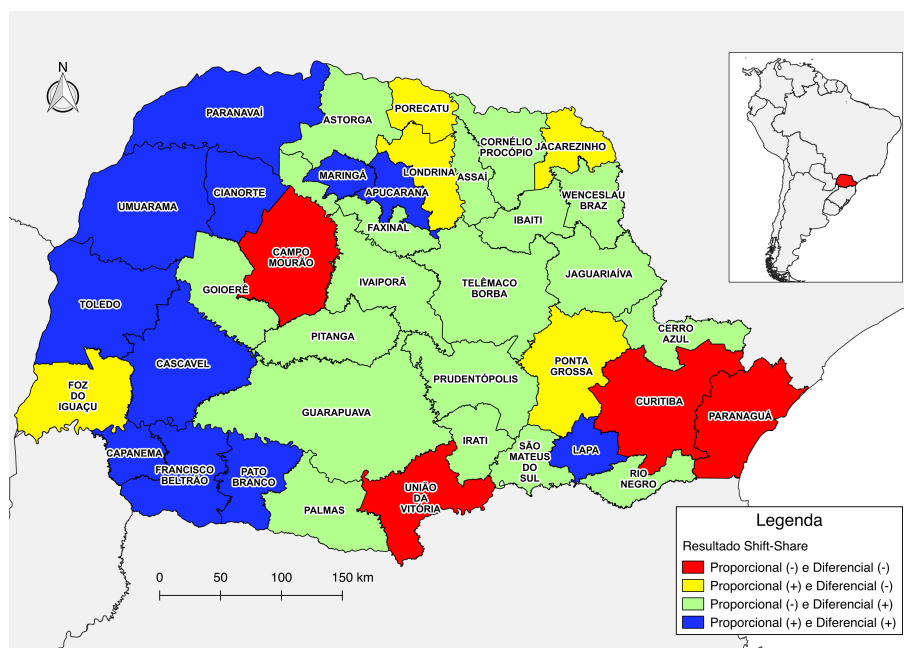 N
PARANAVAÍ
ASTORGA
PORECATU
CORNÉLIO
PROCÓPIO
JACAREZINHO
LONDRINA
ASSAÍ
MARINGÁ
APUCARANA
UMUARAMA
CIANORTE
WENCESLAU
BRAZ
IBAITI
FAXINAL
CAMPO
MOURÃO
GOIOERÊ
IVAIPORÃ
TELÊMACO
BORBA
JAGUARIAÍVA
TOLEDO
PITANGA
CERRO
AZUL
CASCAVEL
PONTA
GROSSA
FOZ
DO
IGUAÇU
PRUDENTÓPOLIS
CURITIBA
PARANAGUÁ
GUARAPUAVA
IRATI
SÃO
MATEUS
DO
SUL
LAPA
CAPANEMA
FRANCISCO
BELTRÃO
PATO
BRANCO
RIO
NEGRO
UNIÃO
DA
VITÓRIA
PALMAS
0 50 100 150 km
Legenda
Resultado Shift-Share
Proporcional (-) e Diferencial (-)
Proporcional (+) e Diferencial (-)
Proporcional (-) e Diferencial (+)
Proporcional (+) e Diferencial (+)